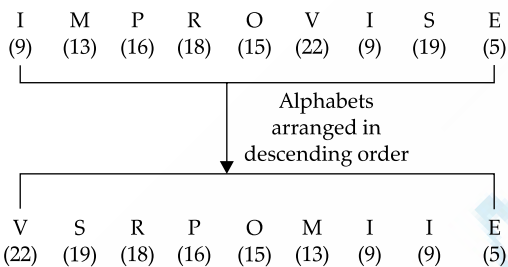 I M P R O V I S E
(9) (13) (16) (18) (15) (22) (9) (19) (5)
Alphabets
arranged in
descending order
V S R P O M I I E
(22) (19) (18) (16) (15) (13) (9) (9) (5)